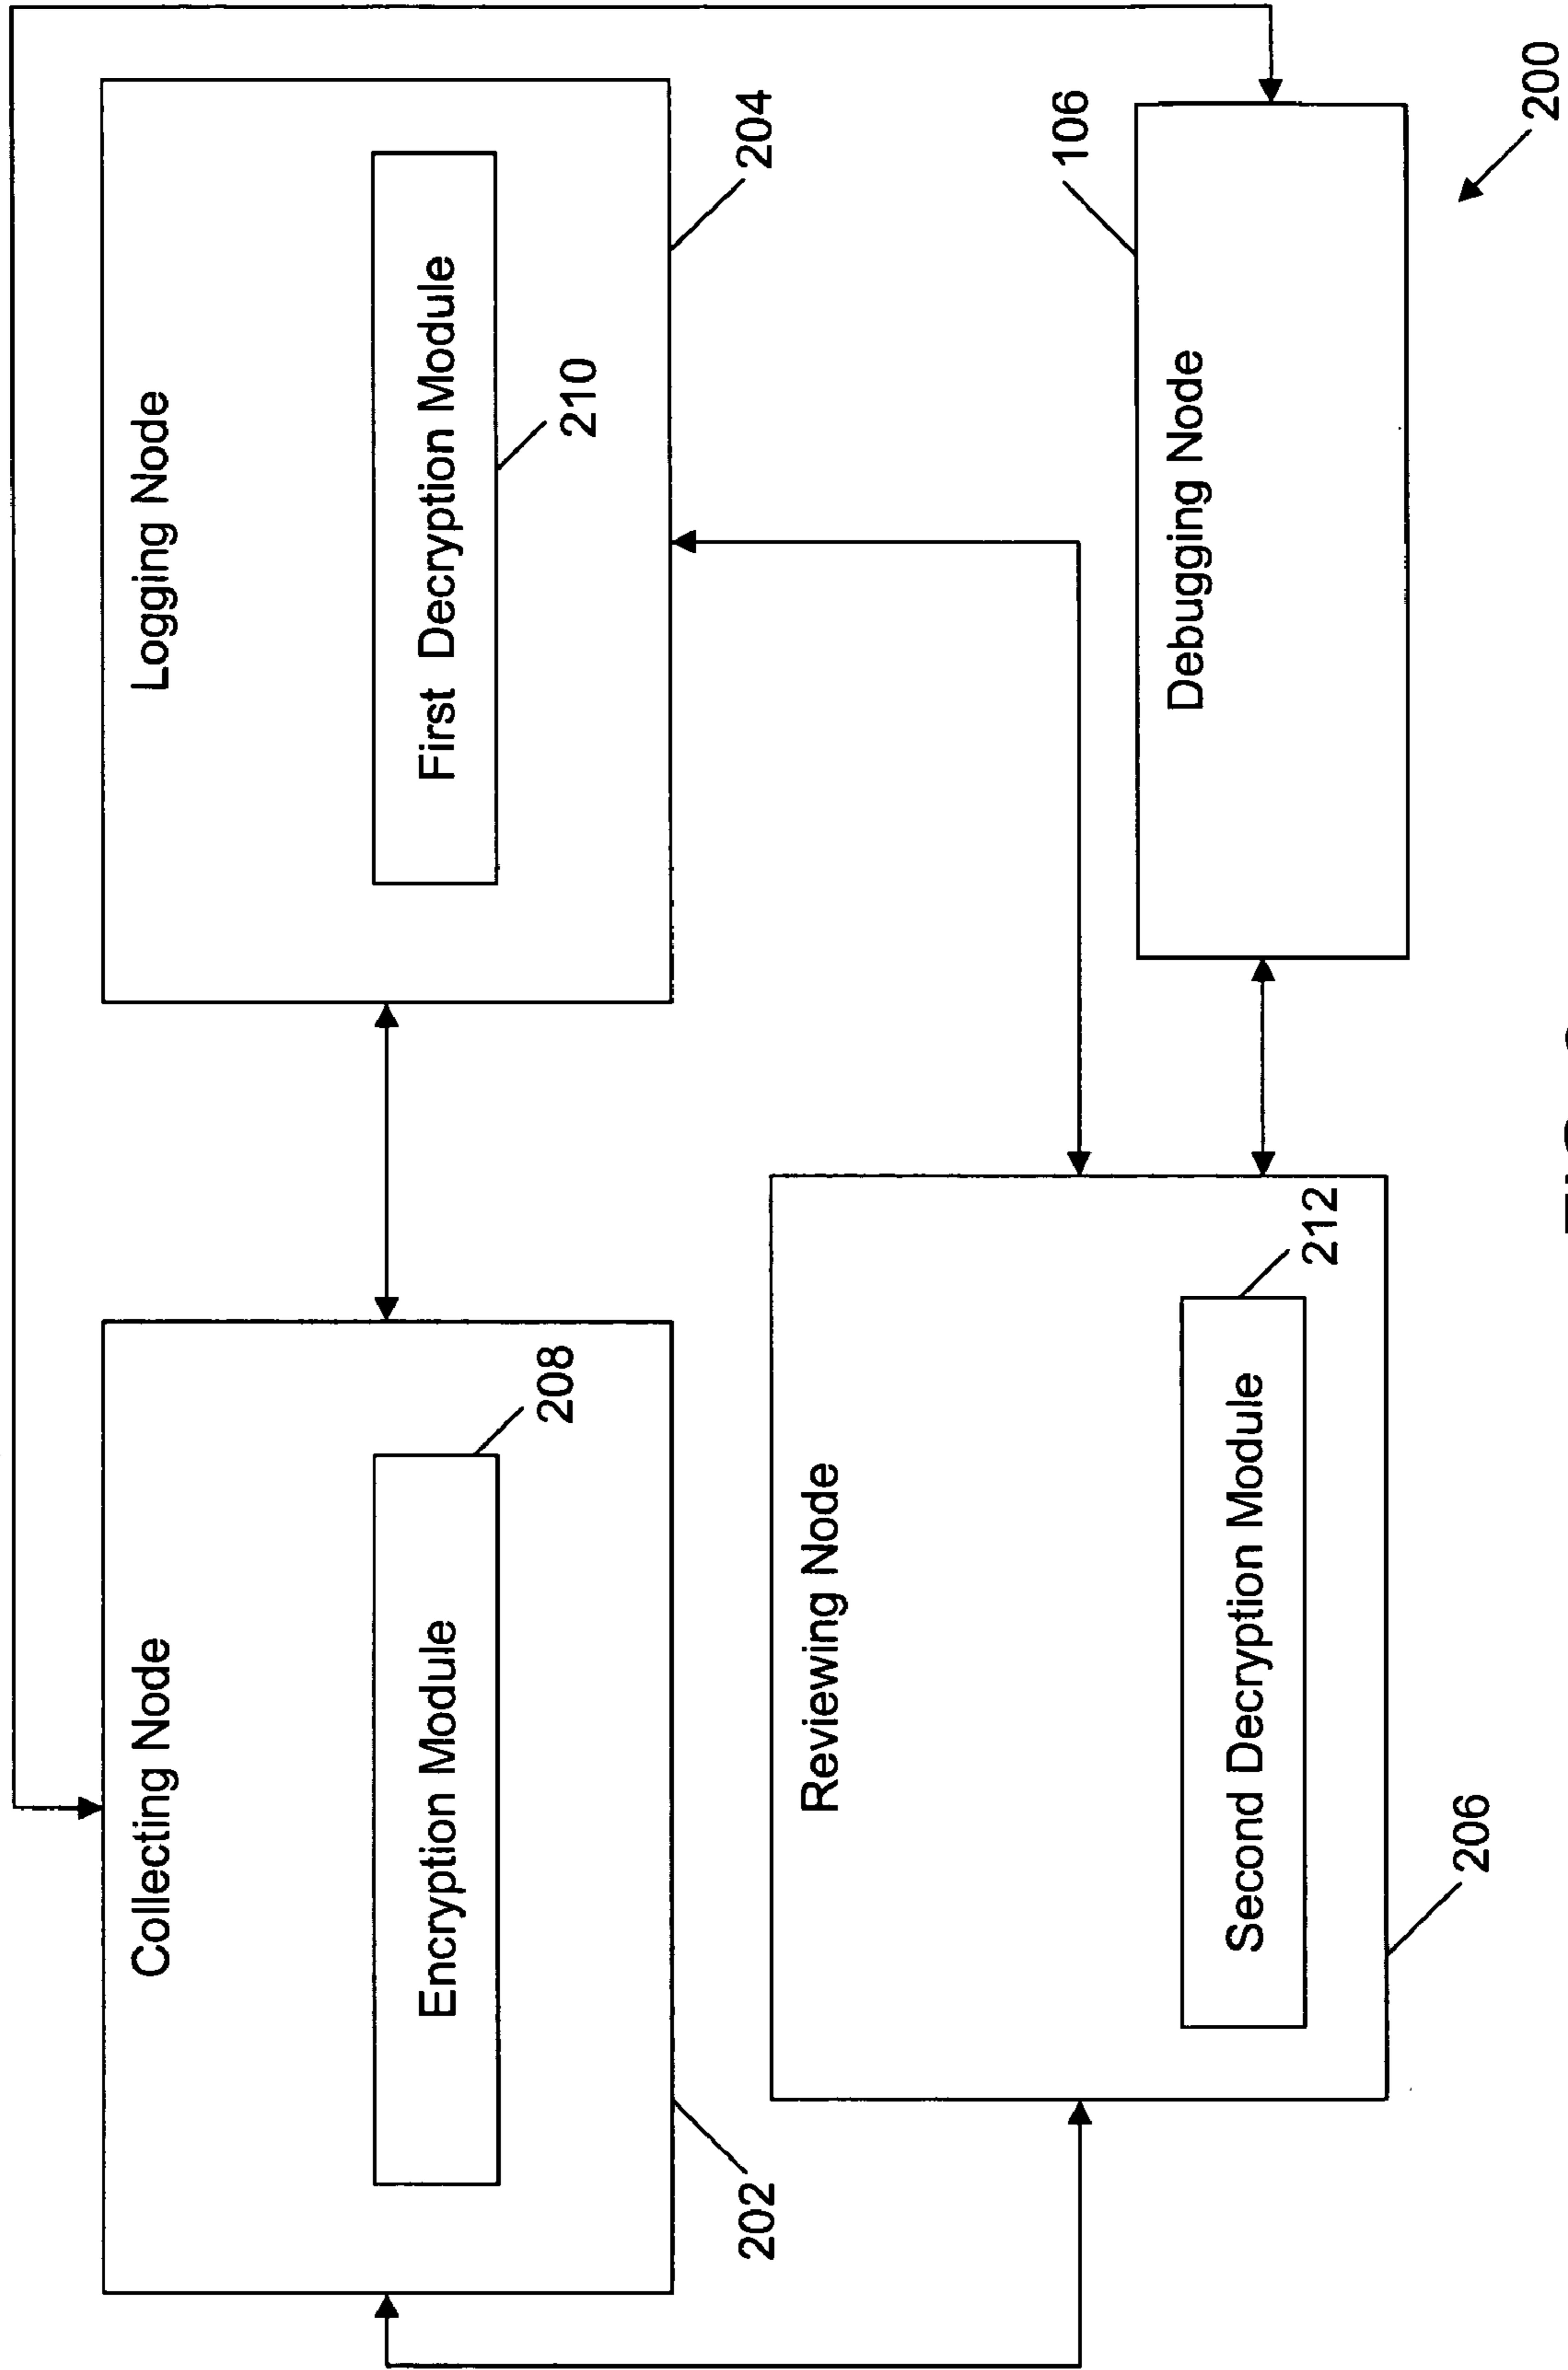 Collecting Node
Encryption Module
208
202
Logging Node
First Decryption Module
210
204
Reviewing Node
Second Decryption Module
212
206
Debugging Node
106
200